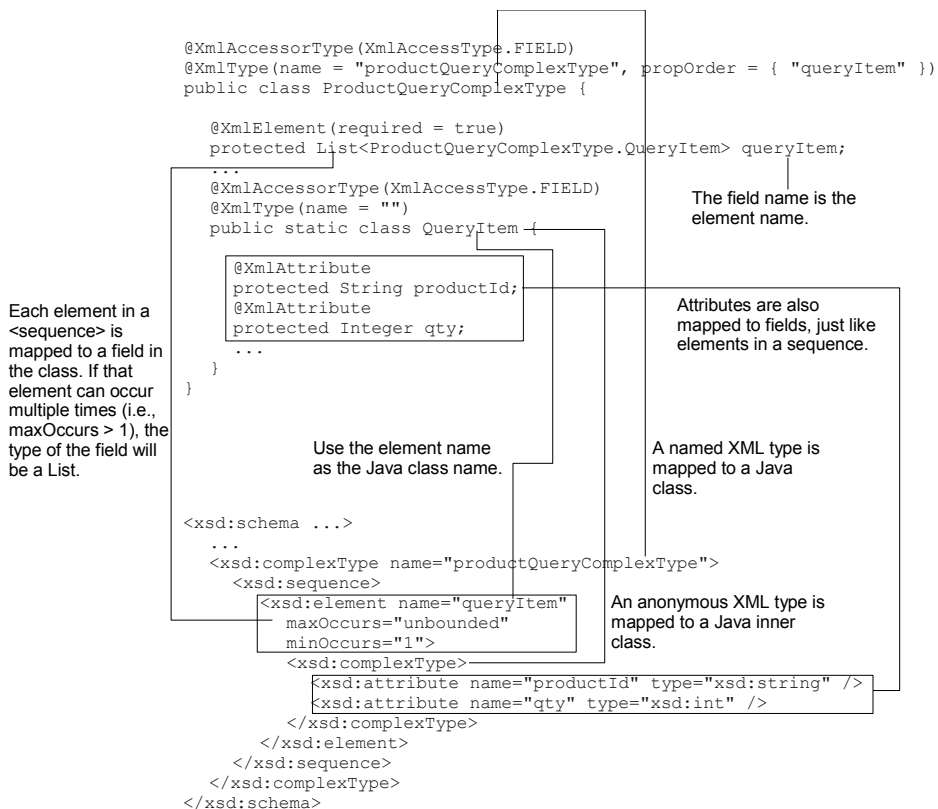 @XmlAccessorType(XmlAccessType.FIELD)
@XmlType(name = "productQueryComplexType", propOrder = { "queryItem" })
public class ProductQueryComplexType {
@XmlElement(required = true)
protected List<ProductQueryComplexType.QueryItem> queryItem;
...
@XmlAccessorType(XmlAccessType.FIELD)
@XmlType(name = "")
public static class QueryItem {
The field name is the
element name.
@XmlAttribute
protected String productId;
@XmlAttribute
protected Integer qty;
...
}
}
Attributes are also
mapped to fields, just like
elements in a sequence.
Each element in a
<sequence> is
mapped to a field in
the class. If that
element can occur
multiple times (i.e.,
maxOccurs > 1), the
type of the field will
be a List.
Use the element name
as the Java class name.
A named XML type is
mapped to a Java
class.
<xsd:schema ...>
...
<xsd:complexType name="productQueryComplexType">
<xsd:sequence>
<xsd:element name="queryItem"
maxOccurs="unbounded"
minOccurs="1">
An anonymous XML type is
mapped to a Java inner
class.
<xsd:complexType>
<xsd:attribute name="productId" type="xsd:string" />
<xsd:attribute name="qty" type="xsd:int" />
</xsd:complexType>
</xsd:element>
</xsd:sequence>
</xsd:complexType>
</xsd:schema>